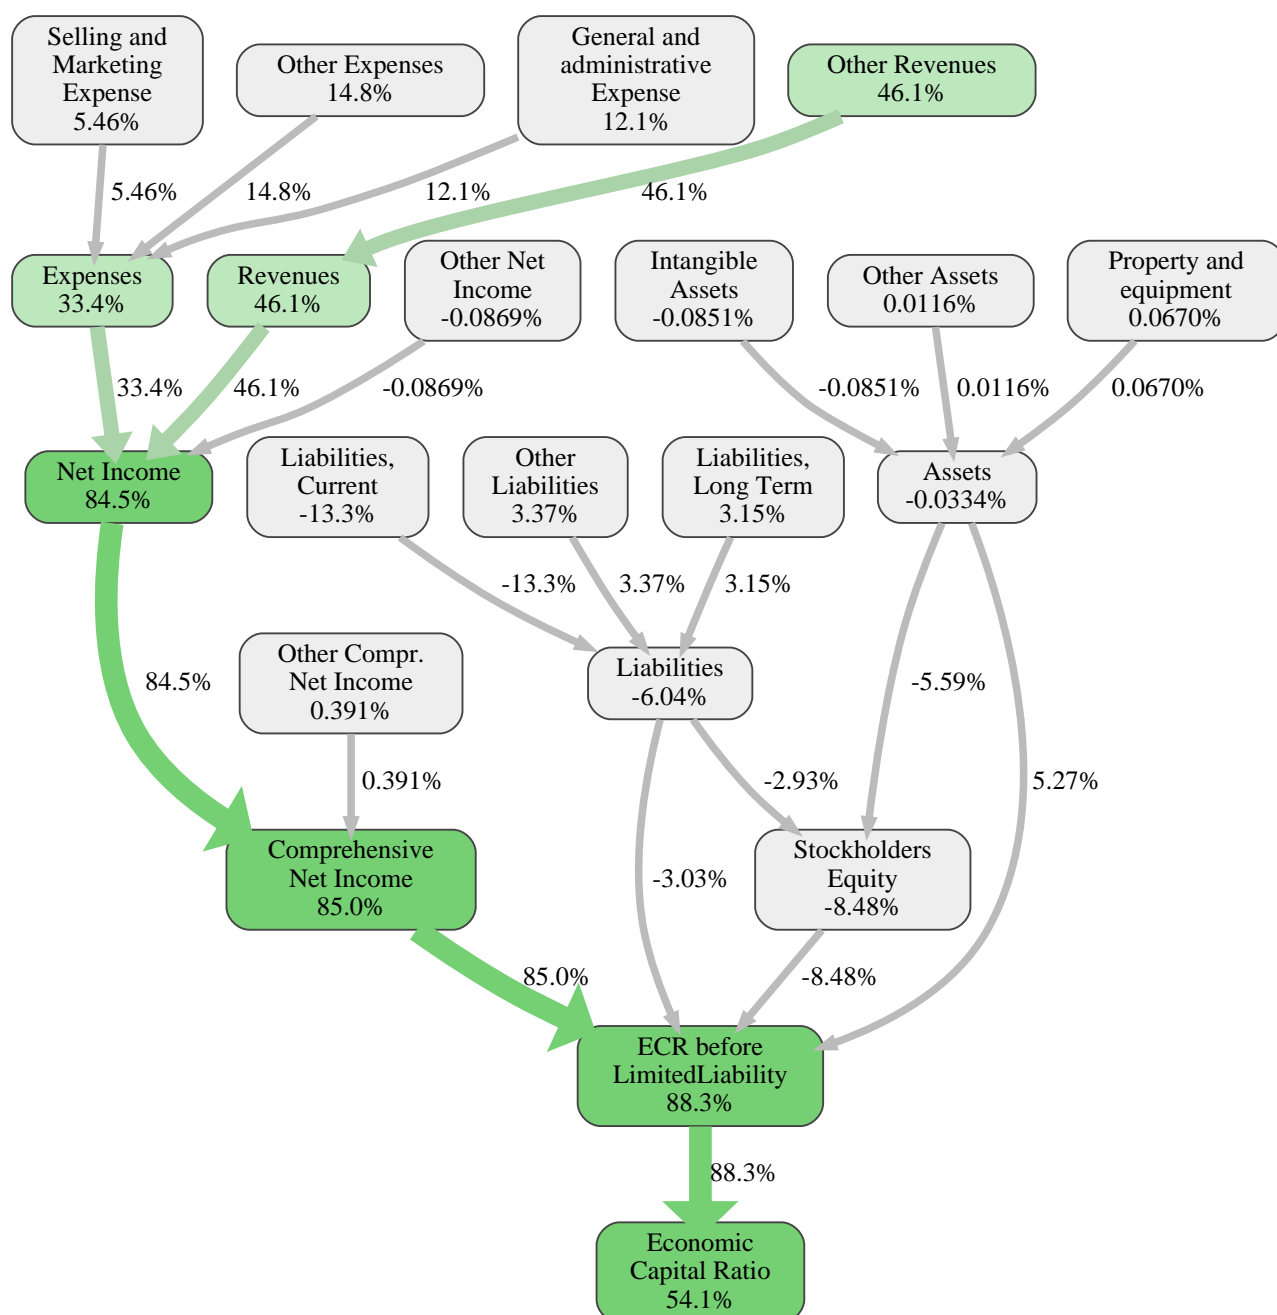 Selling and
Marketing
Expense
5.46%
Other Expenses
14.8%
General and
administrative
Expense
12.1%
Other Revenues
46.1%
5.46%
14.8%
12.1%
46.1%
Expenses
33.4%
Revenues
46.1%
Other Net
Income
-0.0869%
Intangible
Assets
-0.0851%
Other Assets
0.0116%
Property and
equipment
0.0670%
33.4%
46.1%
-0.0869%
-0.0851%
0.0116%
0.0670%
Net Income
84.5%
Liabilities,
Current
-13.3%
Other
Liabilities
3.37%
Liabilities,
Long Term
3.15%
Assets
-0.0334%
-13.3%
3.37%
3.15%
84.5%
Other Compr.
Net Income
0.391%
Liabilities
-6.04%
-5.59%
0.391%
-2.93%
5.27%
Comprehensive
Net Income
85.0%
-3.03%
Stockholders
Equity
-8.48%
85.0%
-8.48%
ECR before
LimitedLiability
88.3%
88.3%
Economic
Capital Ratio
54.1%